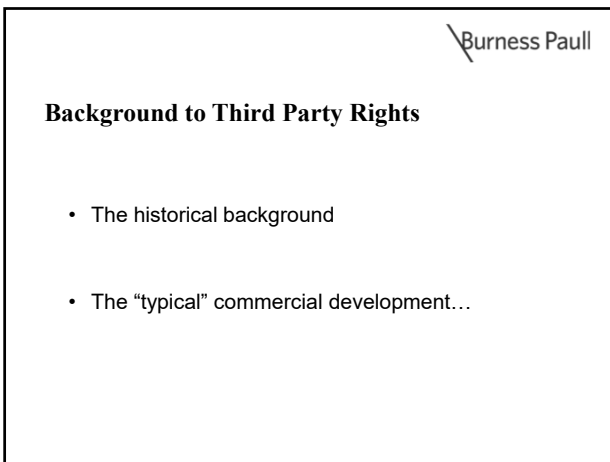 Burness Paull
Background to Third Party Rights
• The historical background
• The “typical” commercial development…